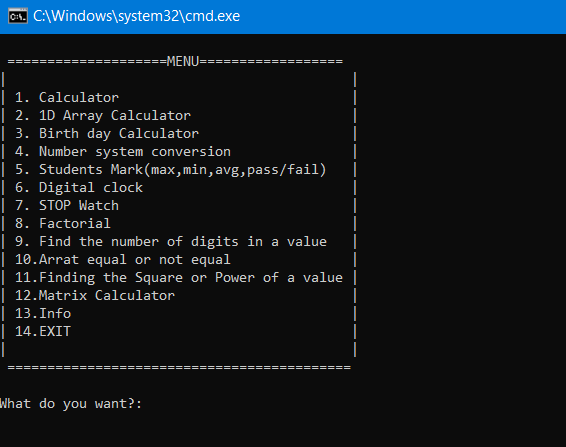 C:\Windows\system32\cmd.exe
====================MENU==================
| |
| 1. Calculator |
| 2. 1D Array Calculator |
| 3. Birth day Calculator |
| 4. Number system conversion |
| 5. Students Mark(max,min,avg,pass/fail) |
| 6. Digital clock |
| 7. STOP Watch |
| 8. Factorial |
| 9. Find the number of digits in a value |
| 10.Arrat equal or not equal |
| 11.Finding the Square or Power of a value |
| 12.Matrix Calculator |
| 13.Info |
| 14.EXIT |
| |
===========================================
What do you want?: